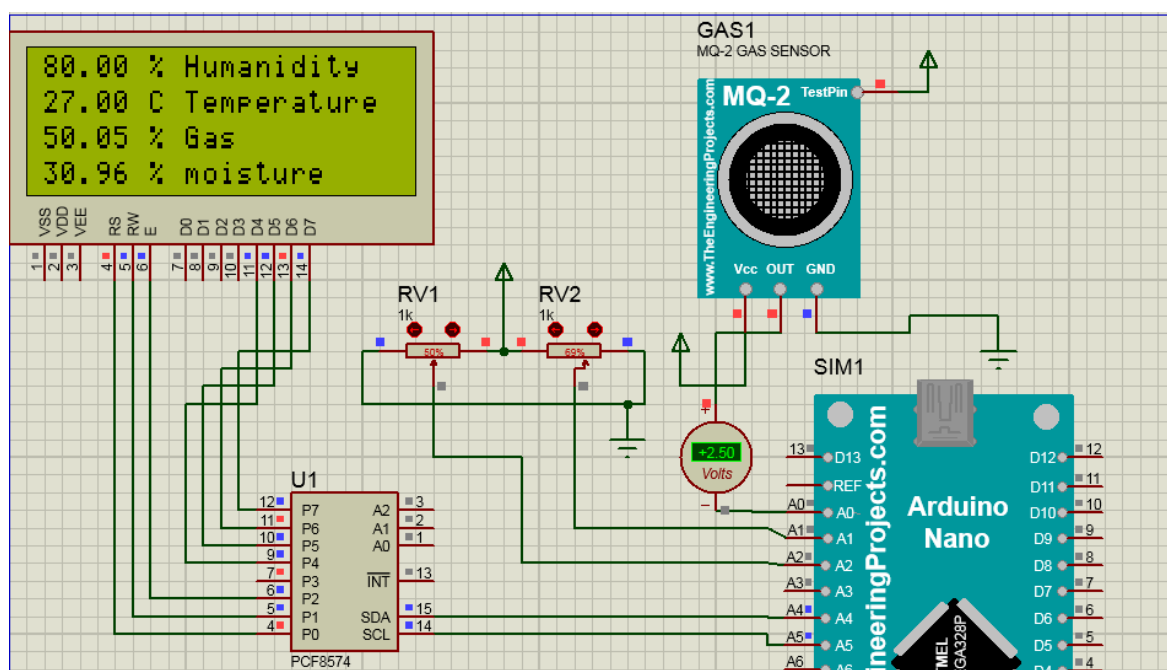 80.00 % Humanidity
27.00 C Temperature
50.05 % Gas
30.96 % moisture
VSS
VDD
VEE
RS
RW
E
D0
D1
D2
D3
D4
D5
D6
D7
1
2
3
4
5
6
7
8
9
10
11
12
13
14
GAS1
MQ-2 GAS SENSOR
MQ-2
TestPin
www.TheEngineeringProjects.com
Vcc OUT GND
RV1
1k
50%
RV2
1k
69%
+2.50
Volts
U1
12 P7
11 P6
10 P5
9 P4
7 P3
6 P2
5 P1
4 P0
A2 3
A1 2
A0 1
INT 13
SDA 15
SCL 14
PCF8574
SIM1
13 D13
REF
A0 A0
A1 A1
A2 A2
A3 A3
A4 A4
A5 A5
A6
neeringProjects.com
Arduino
Nano
D12 12
D11 11
D10 10
D9 9
D8 8
D7 7
D6 6
D5 5
4
TMEL
GA328P